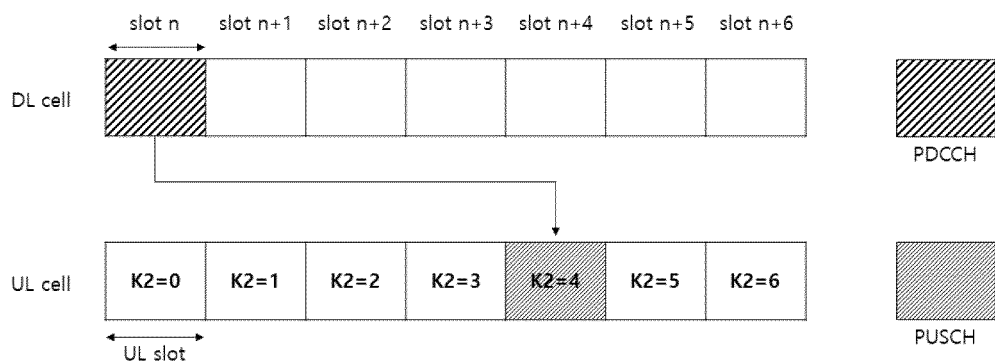 slot n slot n+1 slot n+2 slot n+3 slot n+4 slot n+5 slot n+6
DL cell
PDCCH
UL cell K2=0 K2=1 K2=2 K2=3 K2=4 K2=5 K2=6
UL slot
PUSCH